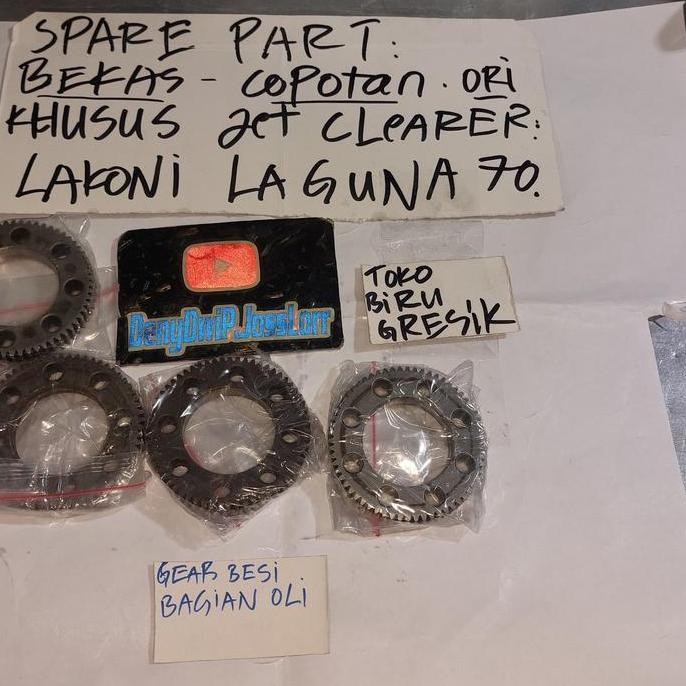 SPARE PART:
BEKAS - COPOTAN. ORI
KHUSUS Jet CLeARER:
LAKONI LAGUNA 70.
DenyDwiP JossLorr
TOKO
BIRU
GRESIK
GEAR BESI
BAGIAN OLI